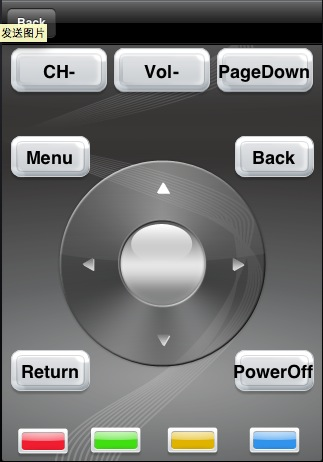 Back
发送图片
CH-
Vol-
PageDown
Menu
Back
Return
PowerOff